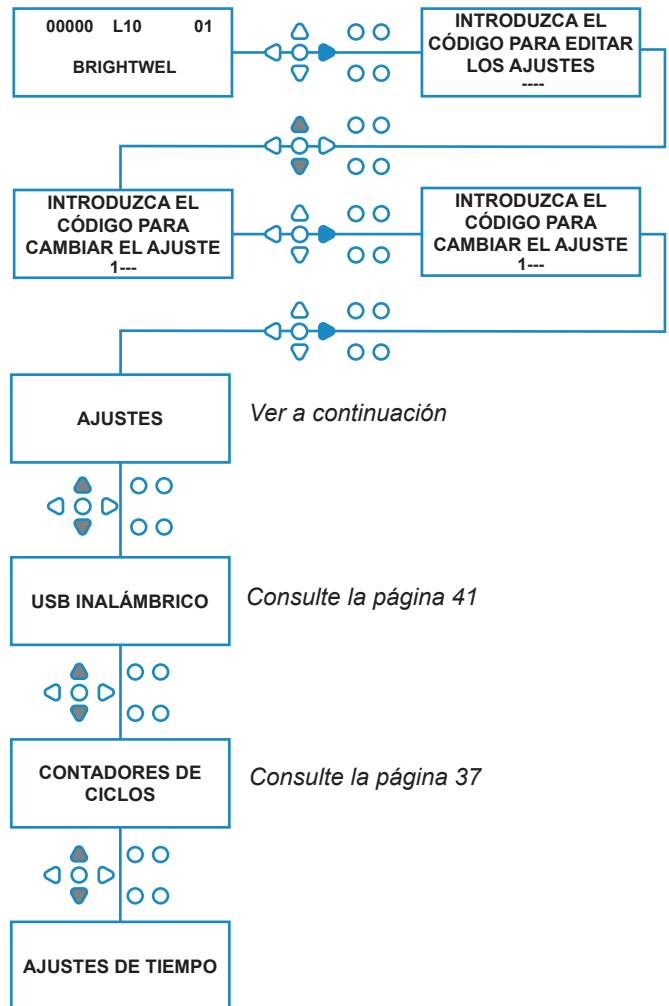 00000 L10 01
BRIGHTWEL
INTRODUZCA EL
CÓDIGO PARA EDITAR
LOS AJUSTES
----
INTRODUZCA EL
CÓDIGO PARA
CAMBIAR EL AJUSTE
1---
INTRODUZCA EL
CÓDIGO PARA
CAMBIAR EL AJUSTE
1---
AJUSTES
Ver a continuación
USB INALÁMBRICO
Consulte la página 41
CONTADORES DE
CICLOS
Consulte la página 37
AJUSTES DE TIEMPO